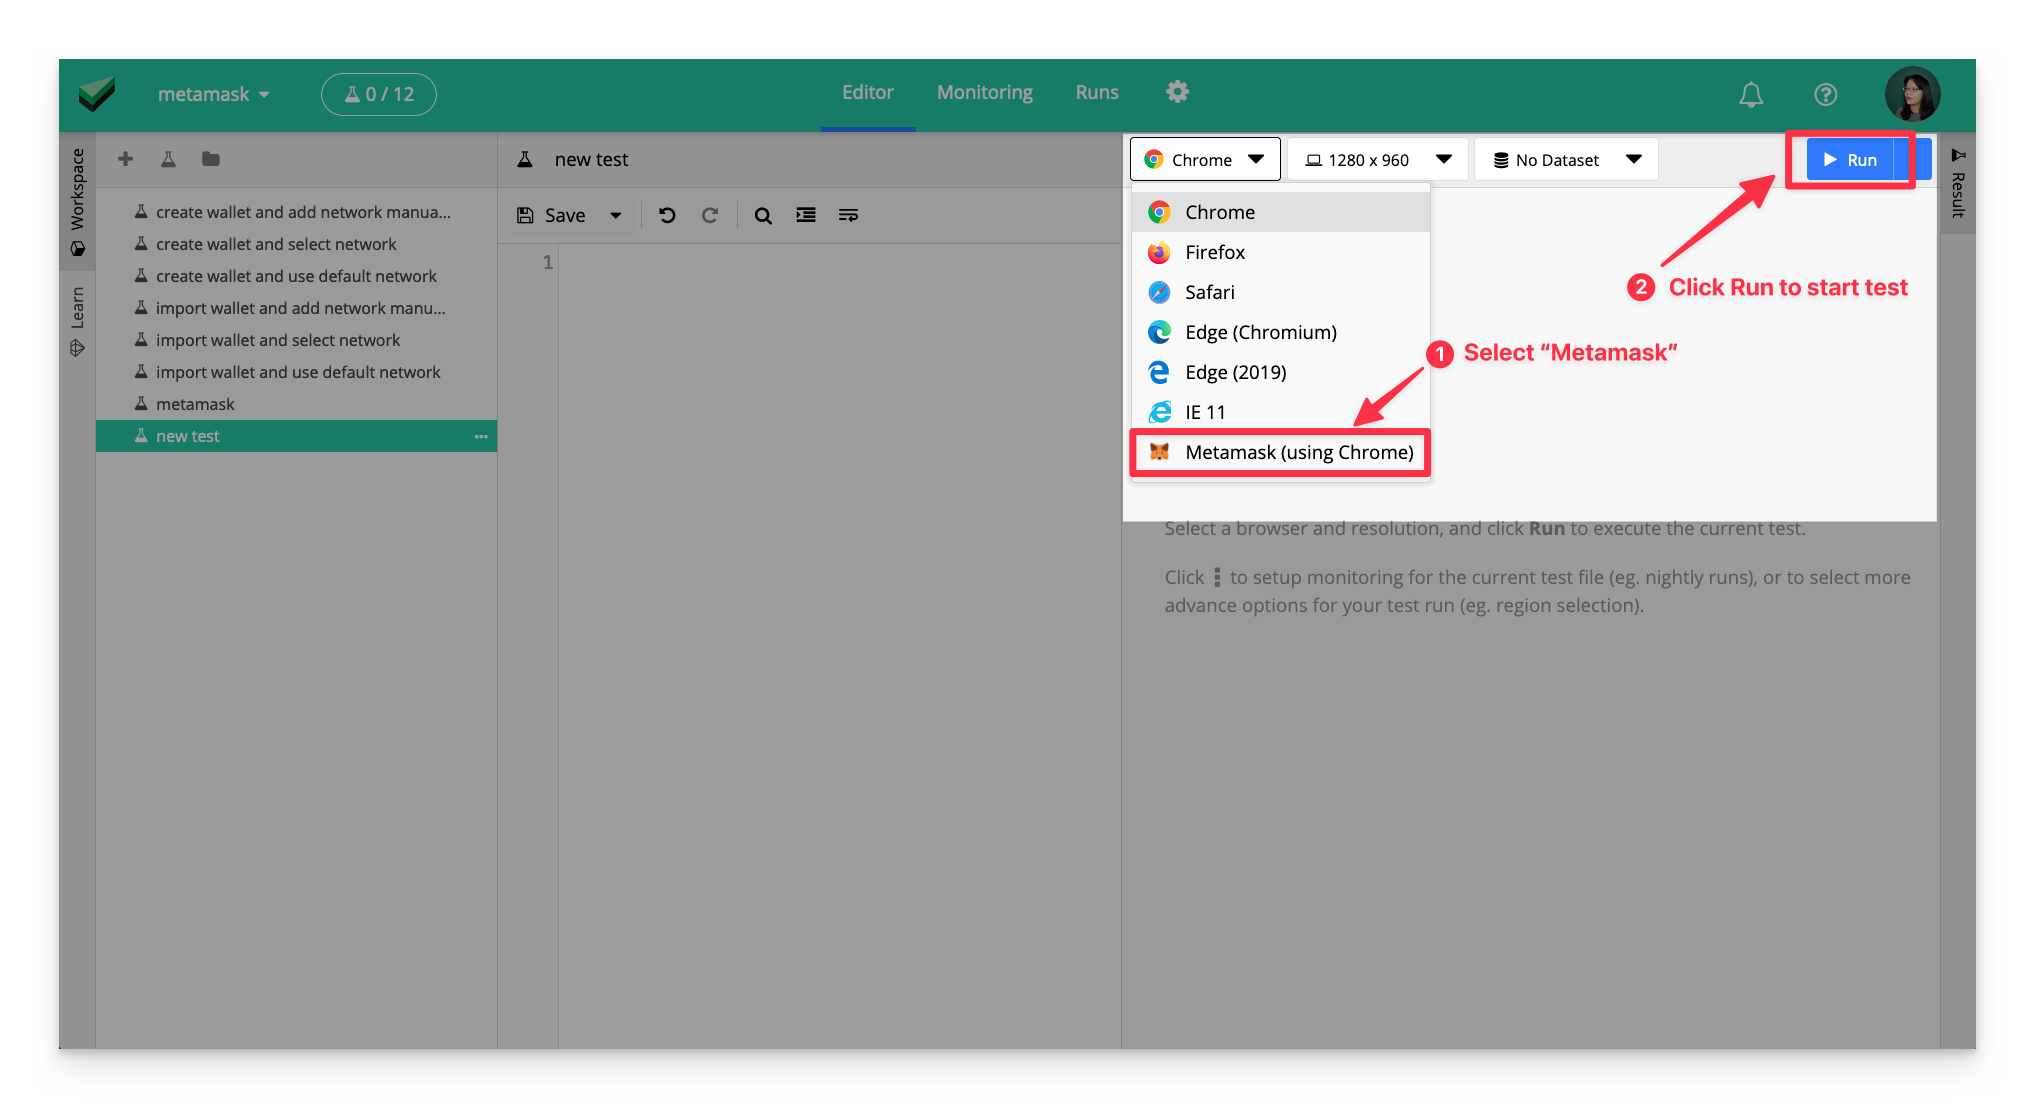 metamask
0 / 12
Editor
Monitoring
Runs
Workspace
Learn
create wallet and add network manua...
create wallet and select network
create wallet and use default network
import wallet and add network manu...
import wallet and select network
import wallet and use default network
metamask
new test
new test
Save
1
Chrome
1280 x 960
No Dataset
Run
Result
Chrome
Firefox
Safari
Edge (Chromium)
Edge (2019)
IE 11
Metamask (using Chrome)
1 Select “Metamask”
2 Click Run to start test
Select a browser and resolution, and click Run to execute the current test.
Click to setup monitoring for the current test file (eg. nightly runs), or to select more
advance options for your test run (eg. region selection).